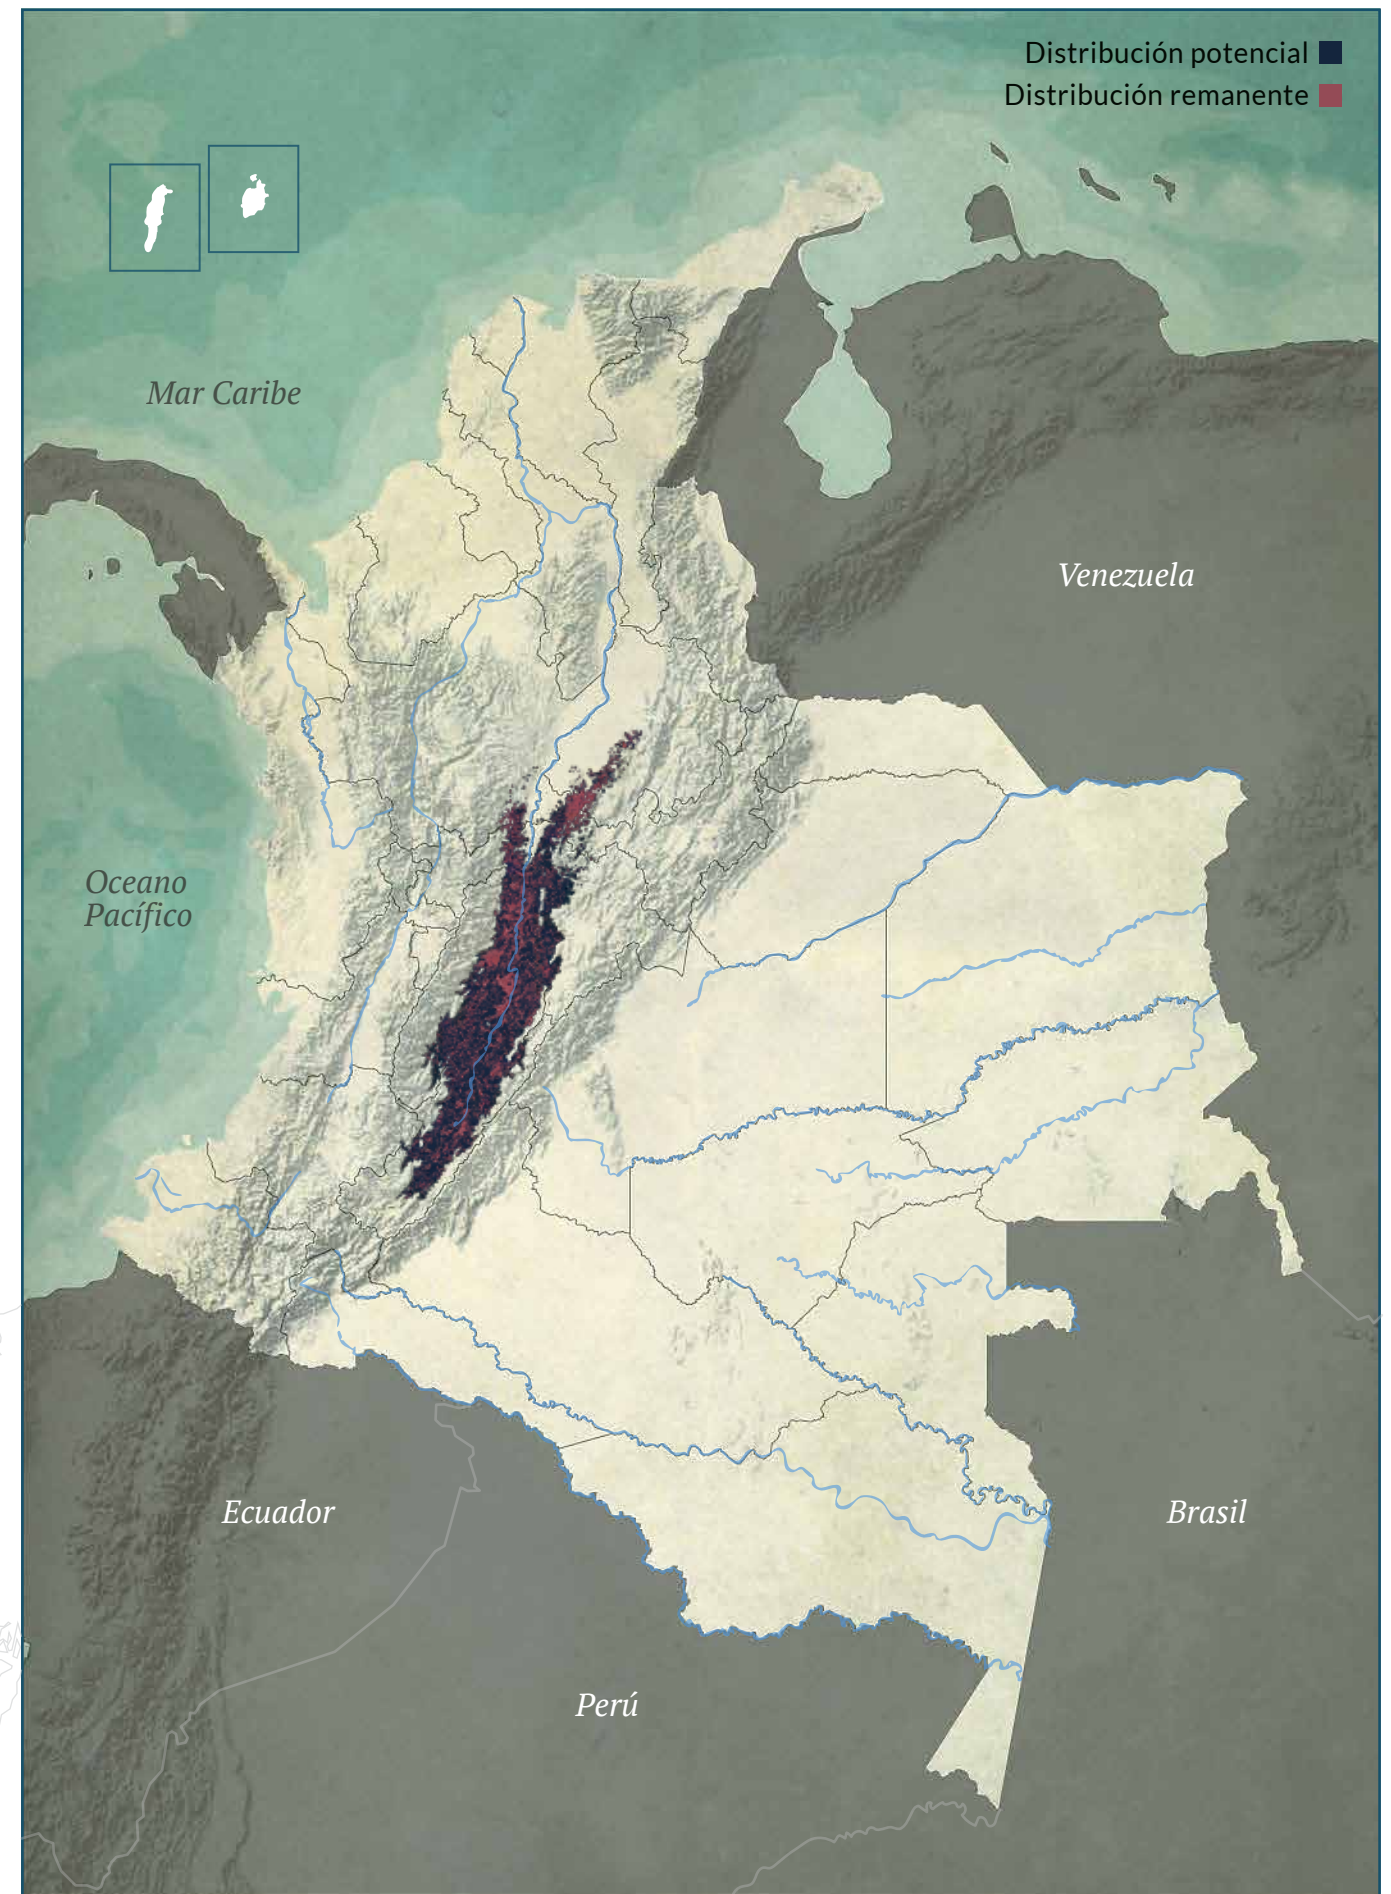 Distribución potencial
Distribución remanente
Mar Caribe
Venezuela
Oceano
Pacífico
Ecuador
Brasil
Perú